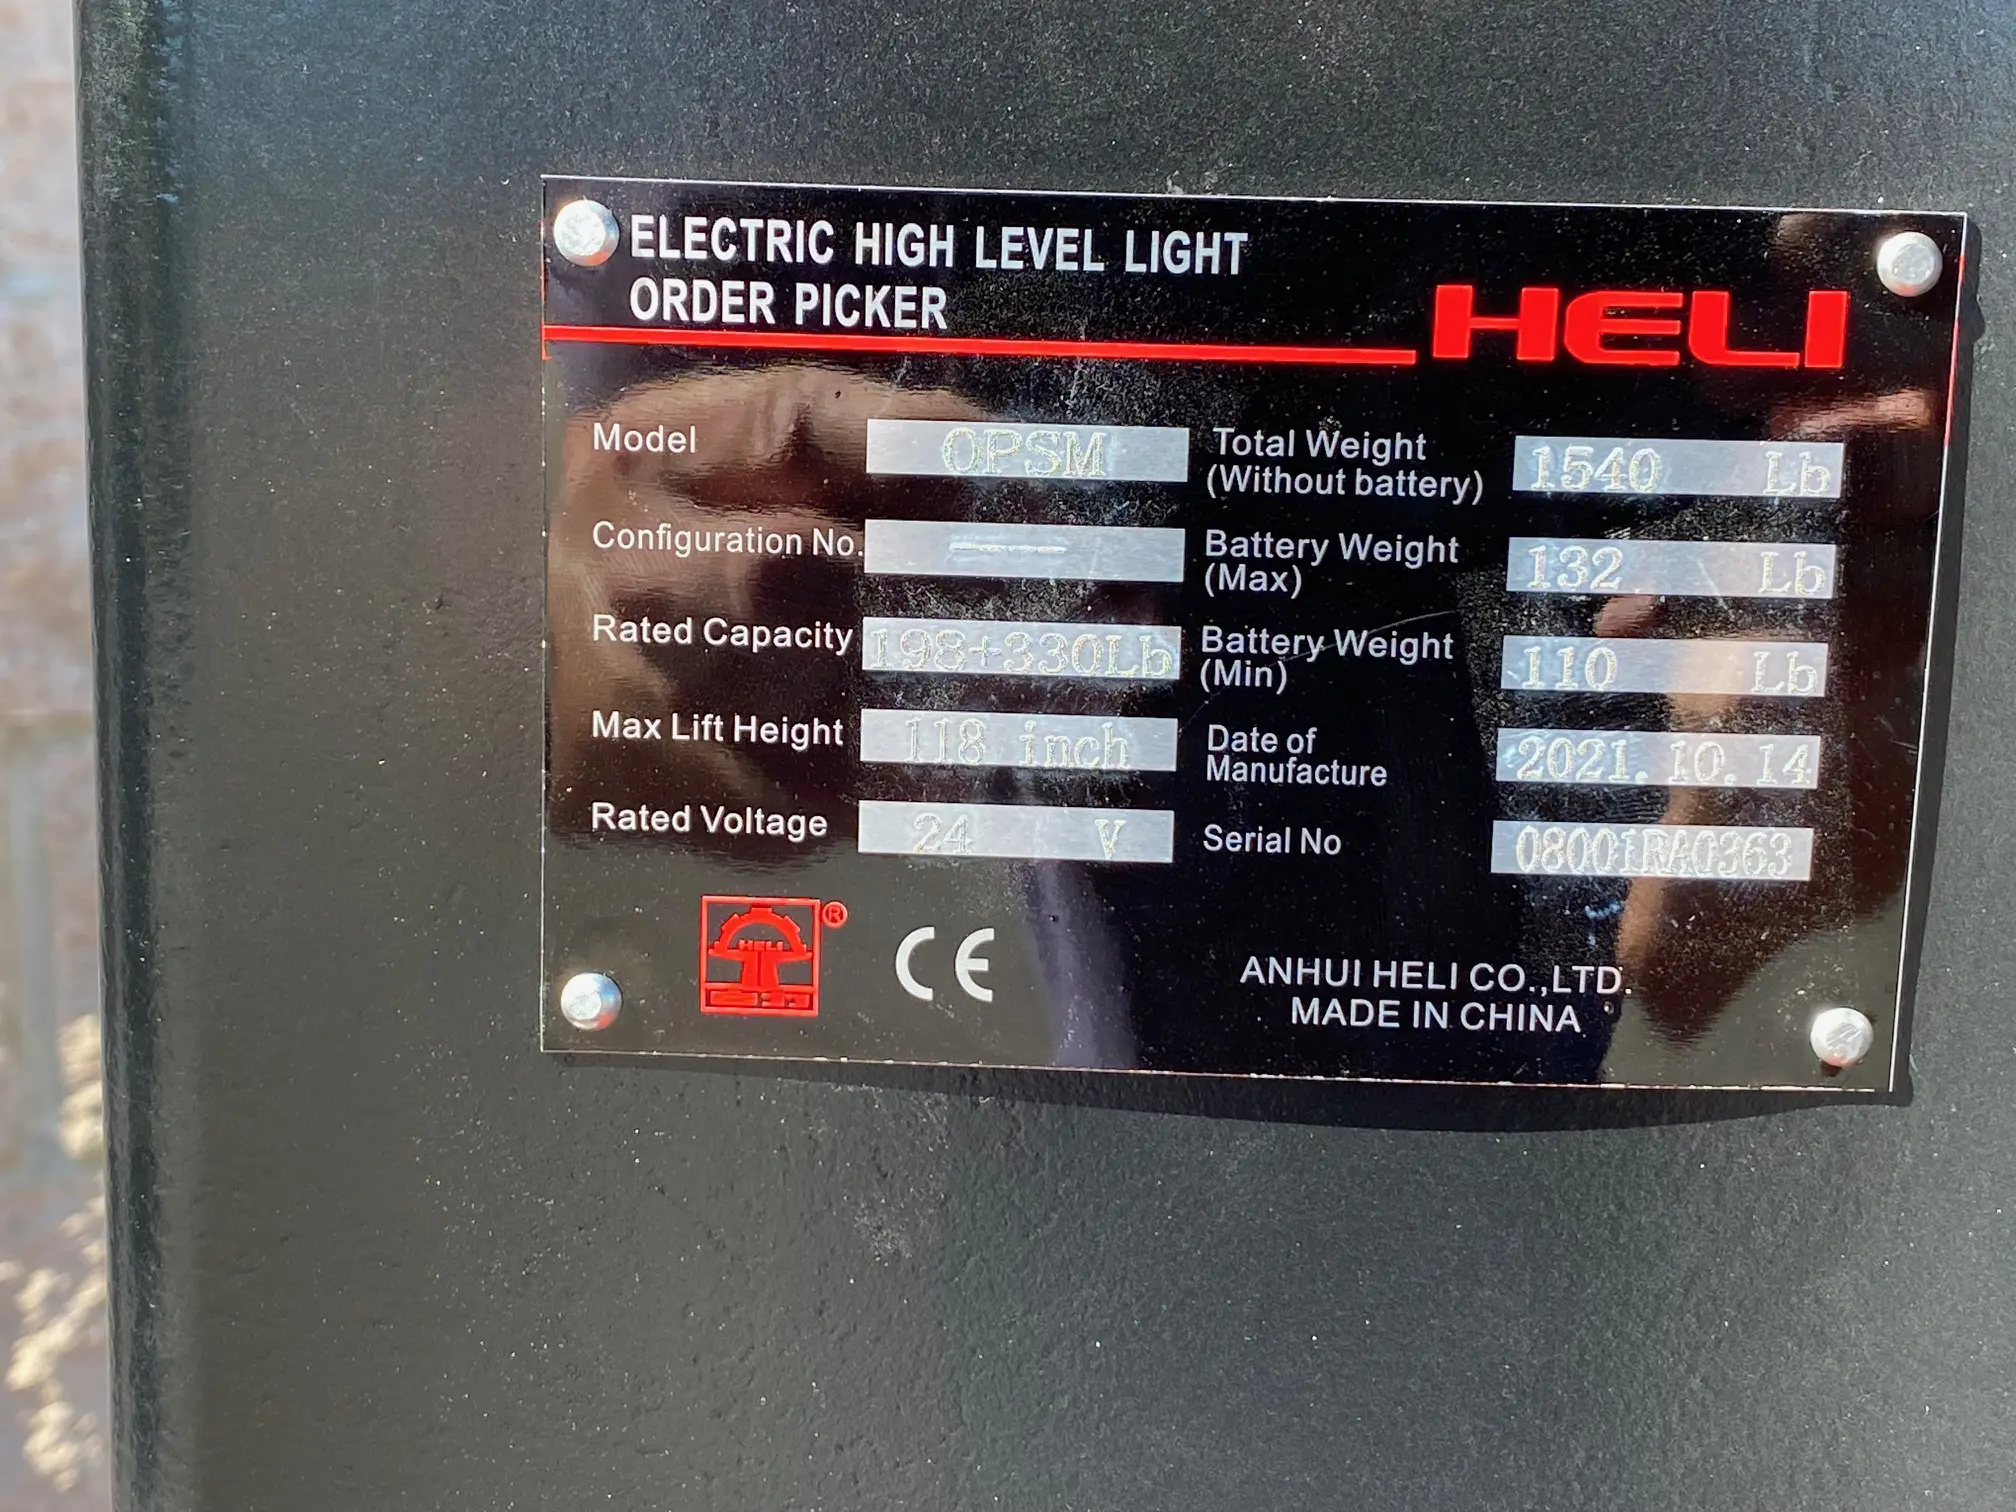 ELECTRIC HIGH LEVEL LIGHT
ORDER PICKER
HELI
Model OPSM
Configuration No. ----
Rated Capacity 198+330Lb
Max Lift Height 118 inch
Rated Voltage 24 V
Total Weight
(Without battery) 1540 Lb
Battery Weight
(Max) 132 Lb
Battery Weight
(Min) 110 Lb
Date of
Manufacture 2021.10.14
Serial No 08001RA0363
HELI
®
CE
ANHUI HELI CO.,LTD.
MADE IN CHINA